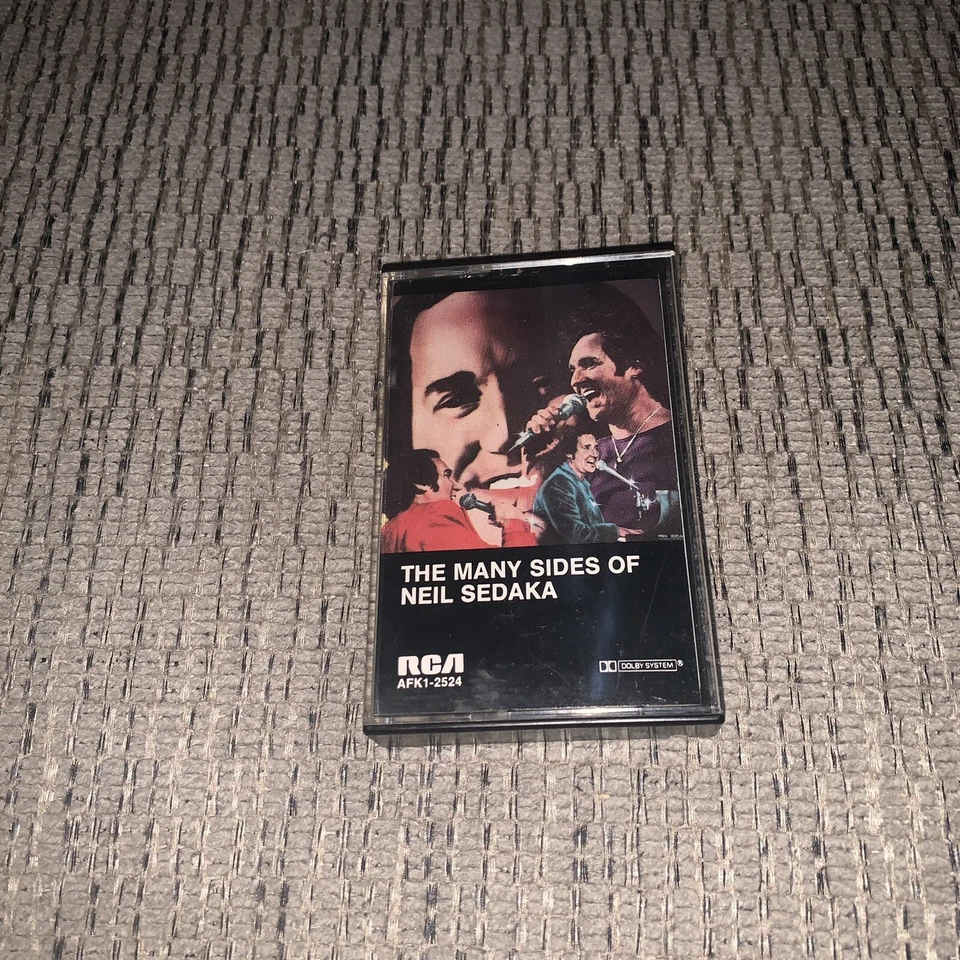 THE MANY SIDES OF
NEIL SEDAKA
RCA
AFK1-2524
DOLBY SYSTEM®